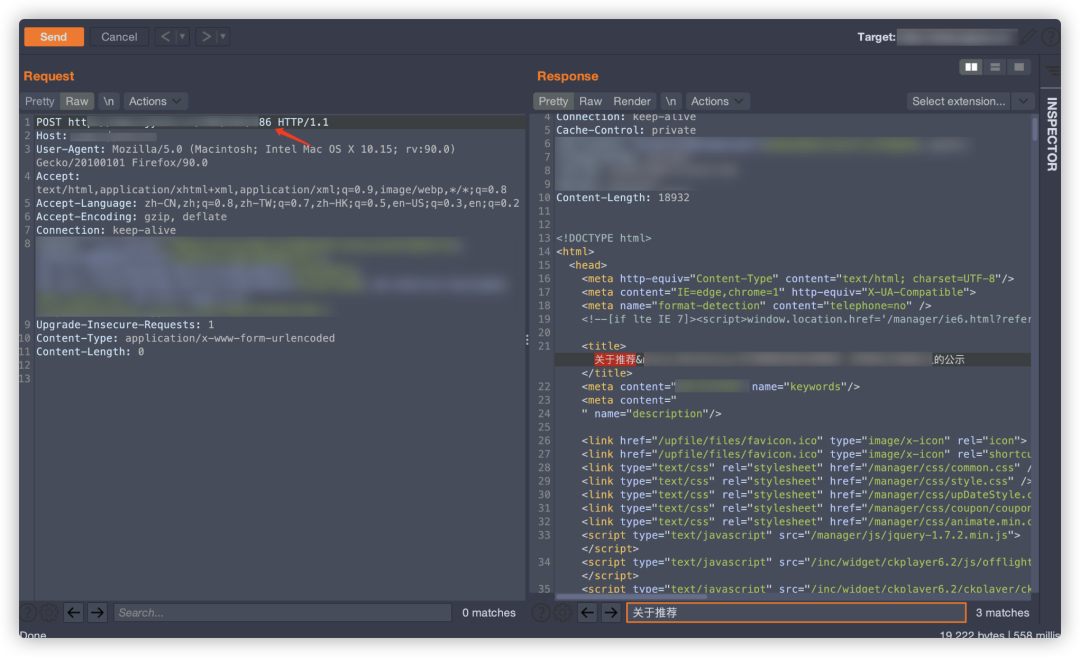 Send Cancel < > Target:
Request
Pretty Raw \n Actions
1 POST htt 86 HTTP/1.1
2 Host:
3 User-Agent: Mozilla/5.0 (Macintosh; Intel Mac OS X 10.15; rv:90.0)
Gecko/20100101 Firefox/90.0
4 Accept:
text/html,application/xhtml+xml,application/xml;q=0.9,image/webp,*/*;q=0.8
5 Accept-Language: zh-CN,zh;q=0.8,zh-TW;q=0.7,zh-HK;q=0.5,en-US;q=0.3,en;q=0.2
6 Accept-Encoding: gzip, deflate
7 Connection: keep-alive
8
9 Upgrade-Insecure-Requests: 1
10 Content-Type: application/x-www-form-urlencoded
11 Content-Length: 0
12
13
Search... 0 matches
Done
Response
Pretty Raw Render \n Actions Select extension...
4 Connection: keep-alive
5 Cache-Control: private
6
7
8
9
10 Content-Length: 18932
11
12
13 <!DOCTYPE html>
14 <html>
15 <head>
16 <meta http-equiv="Content-Type" content="text/html; charset=UTF-8"/>
17 <meta content="IE=edge,chrome=1" http-equiv="X-UA-Compatible">
18 <meta name="format-detection" content="telephone=no" />
19 <!--[if lte IE 7]><script>window.location.href='/manager/ie6.html?refer
20
21 <title>
关于推荐& 的公示
</title>
22 <meta content=" name="keywords"/>
23 <meta content="
24 " name="description"/>
25
26 <link href="/upfile/files/favicon.ico" type="image/x-icon" rel="icon">
27 <link href="/upfile/files/favicon.ico" type="image/x-icon" rel="shortcu
28 <link type="text/css" rel="stylesheet" href="/manager/css/common.css" /
29 <link type="text/css" rel="stylesheet" href="/manager/css/style.css" />
30 <link type="text/css" rel="stylesheet" href="/manager/css/upDateStyle.c
31 <link type="text/css" rel="stylesheet" href="/manager/css/coupon/coupon
32 <link type="text/css" rel="stylesheet" href="/manager/css/animate.min.c
33 <script type="text/javascript" src="/manager/js/jquery-1.7.2.min.js">
</script>
34 <script type="text/javascript" src="/inc/widget/ckplayer6.2/js/offlight
</script>
35 <script type="text/javascript" src="/inc/widget/ckplayer6.2/ckplayer/ck
关于推荐 3 matches
19,222 bytes | 558 millis
INSPECTOR